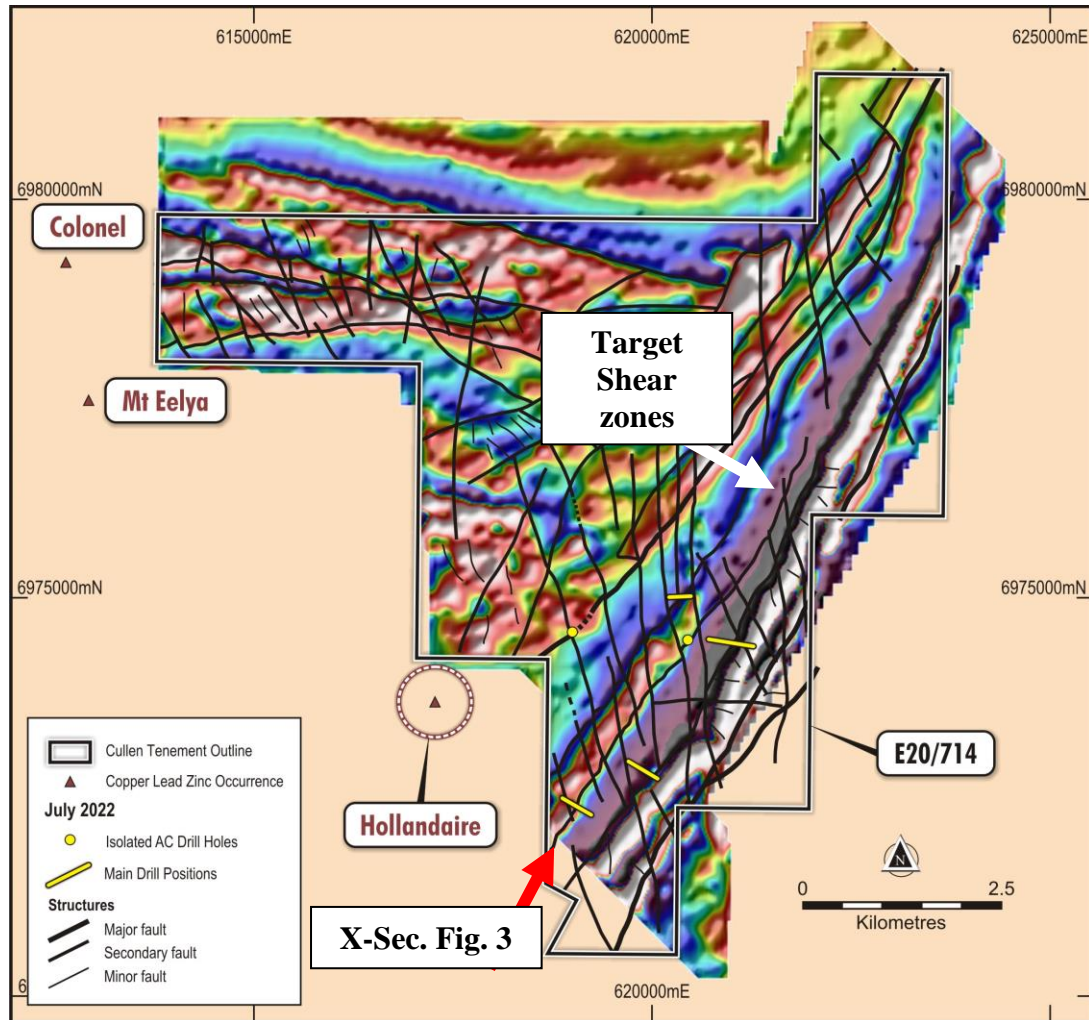 615000mE
620000mE
625000mE
6980000mN
6980000mN
Colonel
Target
Shear
zones
Mt Eelya
6975000mN
6975000mN
E20/714
Hollandaire
X-Sec. Fig. 3
Cullen Tenement Outline
Copper Lead Zinc Occurrence
July 2022
Isolated AC Drill Holes
Main Drill Positions
Structures
Major fault
Secondary fault
Minor fault
N
0
2.5
Kilometres
620000mE